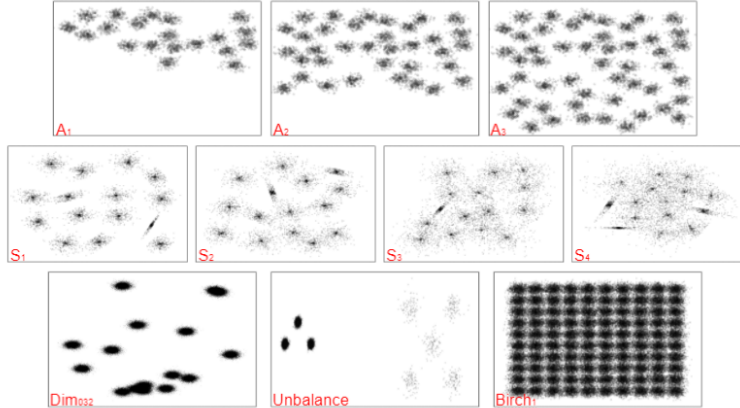 A₁ A₂ A₃
S₁ S₂ S₃ S₄
Dim₀₃₂ Unbalance Birch₁